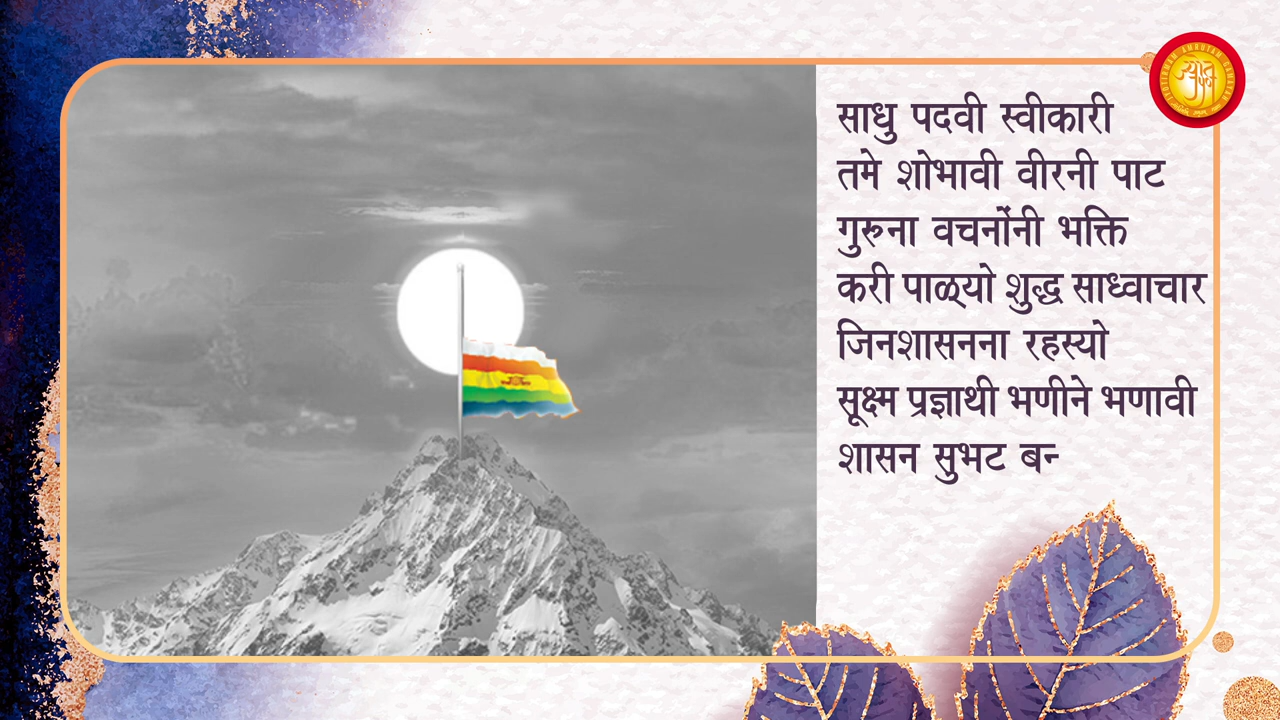 साधु पदवी स्वीकारी
तमे शोभावी वीरनी पाट
गुरुना वचनोंनी भक्ति
करी पाळ्यो शुद्ध साध्वाचार
जिनशासनना रहस्यो
सूक्ष्म प्रज्ञाथी भणीने भणावी
शासन सुभट बन्